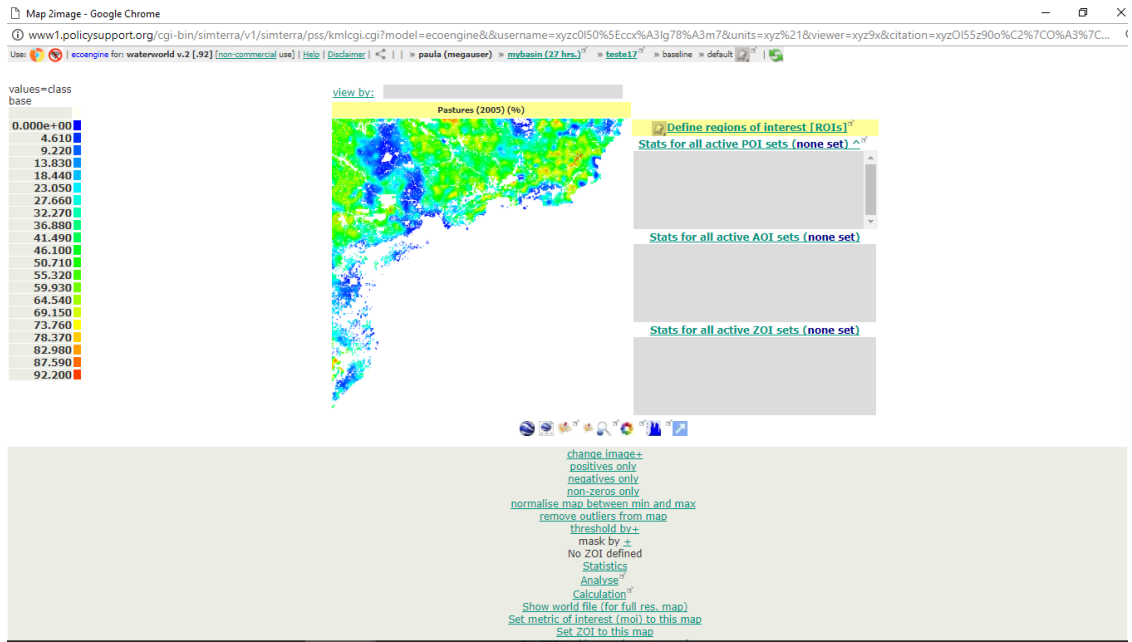 Map 2image - Google Chrome
www1.policysupport.org/cgi-bin/simterra/v1/simterra/pss/kmlcgi.cgi?model=ecoengine&&username=xyzc0l50%5Eccx%A3lg78%A3m7&units=xyz%21&viewer=xyz9x&citation=xyzOl55z90o%C2%7CO%A3%7C...
Use: | ecoengine for: waterworld v.2 [.92] [non-commercial use] | Help | Disclaimer | | | » paula (megauser) » mybasin (27 hrs.) » teste17 » baseline » default |
values=class
base
view by:
Pastures (2005) (%)
0.000e+00
4.610
9.220
13.830
18.440
23.050
27.660
32.270
36.880
41.490
46.100
50.710
55.320
59.930
64.540
69.150
73.760
78.370
82.980
87.590
92.200
Define regions of interest [ROIs]
Stats for all active POI sets (none set) ^
Stats for all active AOI sets (none set)
Stats for all active ZOI sets (none set)
change image+
positives only
negatives only
non-zeros only
normalise map between min and max
remove outliers from map
threshold by+
mask by +
No ZOI defined
Statistics
Analyse
Calculation
Show world file (for full res. map)
Set metric of interest (moi) to this map
Set ZOI to this map